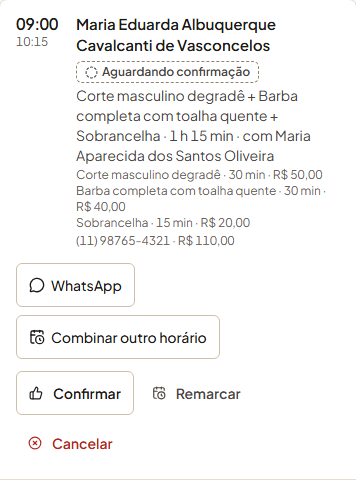 09:00 Maria Eduarda Albuquerque
10:15 Cavalcanti de Vasconcelos
Aguardando confirmação
Corte masculino degradê + Barba
completa com toalha quente +
Sobrancelha · 1 h 15 min · com Maria
Aparecida dos Santos Oliveira
Corte masculino degradê · 30 min · R$ 50,00
Barba completa com toalha quente · 30 min ·
R$ 40,00
Sobrancelha · 15 min · R$ 20,00
(11) 98765-4321 · R$ 110,00
WhatsApp
Combinar outro horário
Confirmar Remarcar
Cancelar